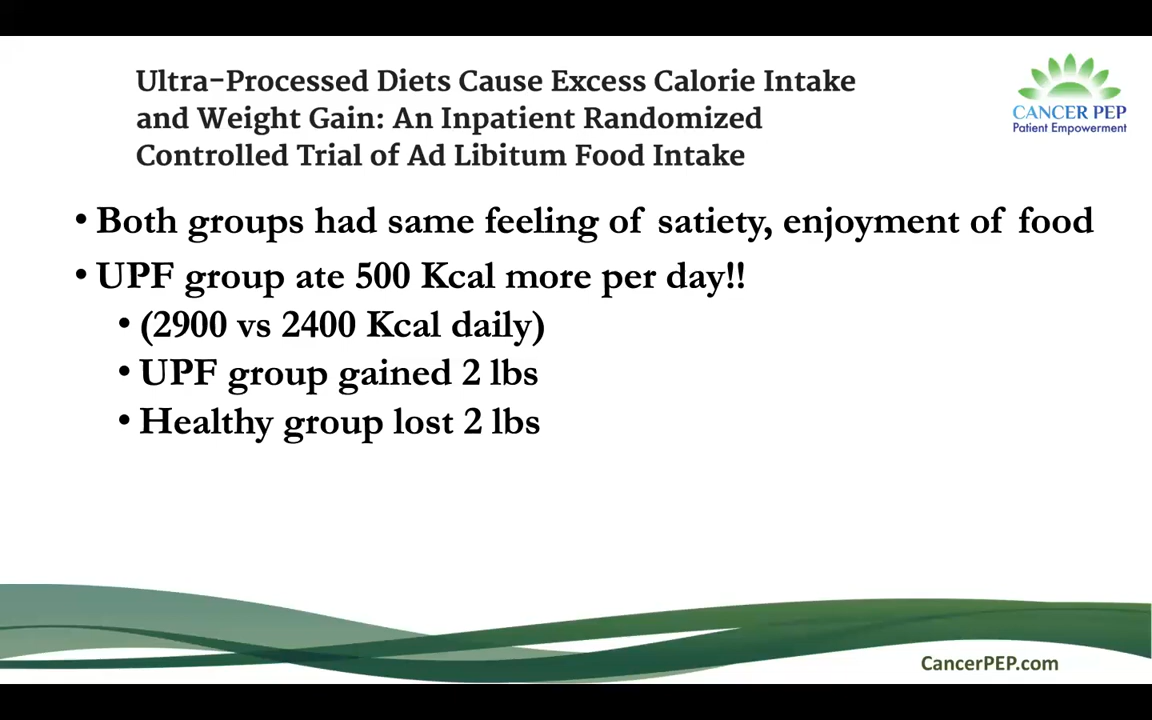 Ultra-Processed Diets Cause Excess Calorie Intake
and Weight Gain: An Inpatient Randomized
Controlled Trial of Ad Libitum Food Intake
CANCER PEP
Patient Empowerment
• Both groups had same feeling of satiety, enjoyment of food
• UPF group ate 500 Kcal more per day!!
• (2900 vs 2400 Kcal daily)
• UPF group gained 2 lbs
• Healthy group lost 2 lbs
CancerPEP.com